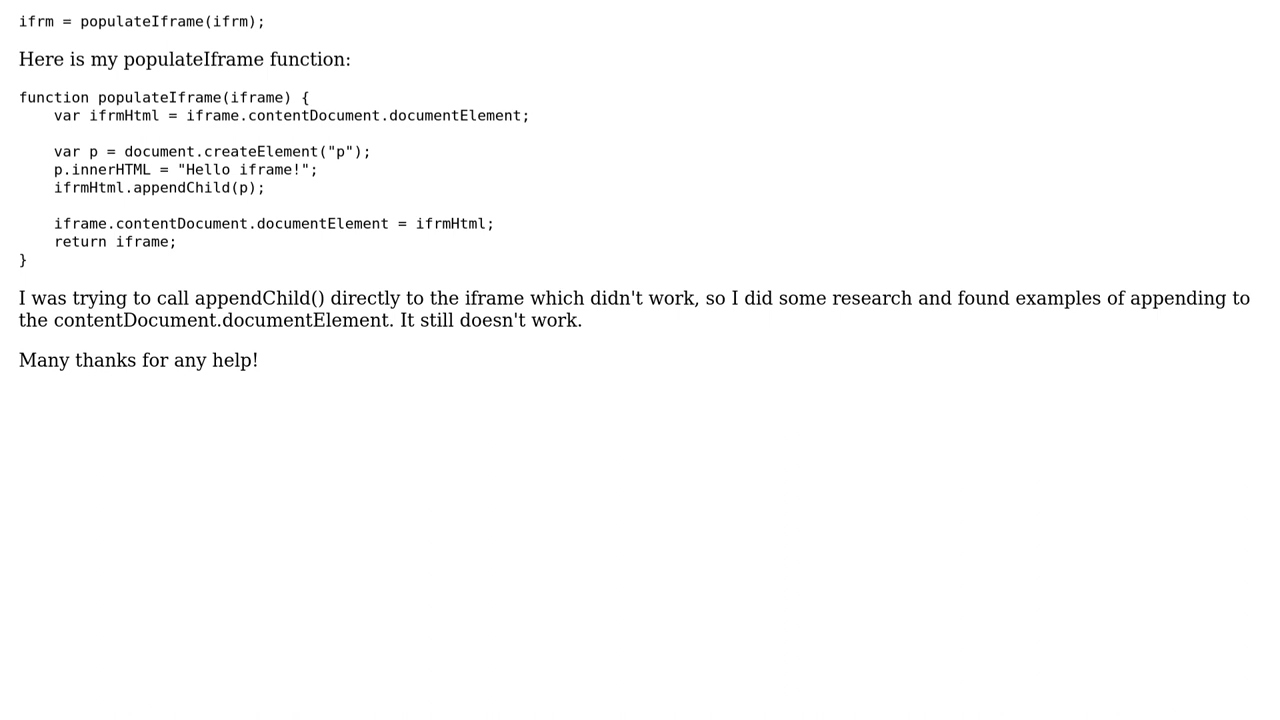 ifrm = populateIframe(ifrm);
Here is my populateIframe function:
function populateIframe(iframe) {
    var ifrmHtml = iframe.contentDocument.documentElement;
    var p = document.createElement("p");
    p.innerHTML = "Hello iframe!";
    ifrmHtml.appendChild(p);
    iframe.contentDocument.documentElement = ifrmHtml;
    return iframe;
}
I was trying to call appendChild() directly to the iframe which didn't work, so I did some research and found examples of appending to
the contentDocument.documentElement. It still doesn't work.
Many thanks for any help!